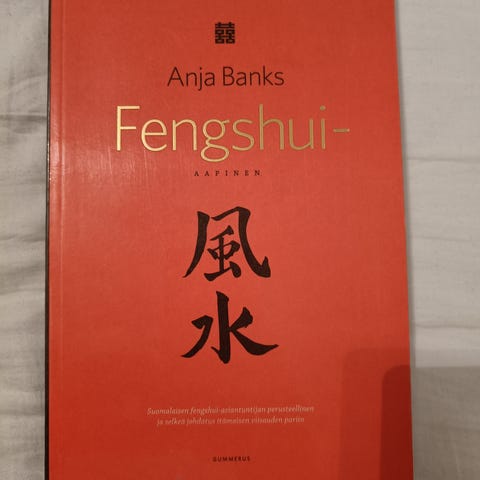 囍
Anja Banks
Fengshui-
AAPINEN
風
水
Suomalaisen fengshui-asiantuntijan perusteellinen
ja selkeä johdatus itämaisen viisauden pariin
GUMMERUS